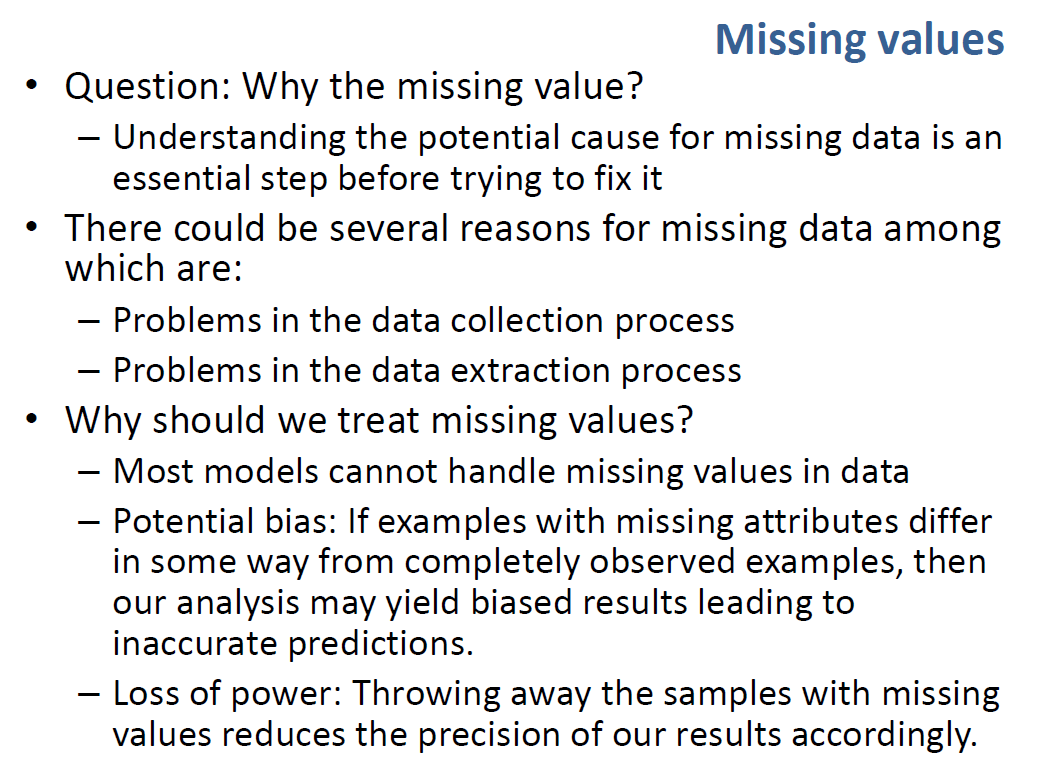 Missing values
• Question: Why the missing value?
– Understanding the potential cause for missing data is an
essential step before trying to fix it
• There could be several reasons for missing data among
which are:
– Problems in the data collection process
– Problems in the data extraction process
• Why should we treat missing values?
– Most models cannot handle missing values in data
– Potential bias: If examples with missing attributes differ
in some way from completely observed examples, then
our analysis may yield biased results leading to
inaccurate predictions.
– Loss of power: Throwing away the samples with missing
values reduces the precision of our results accordingly.